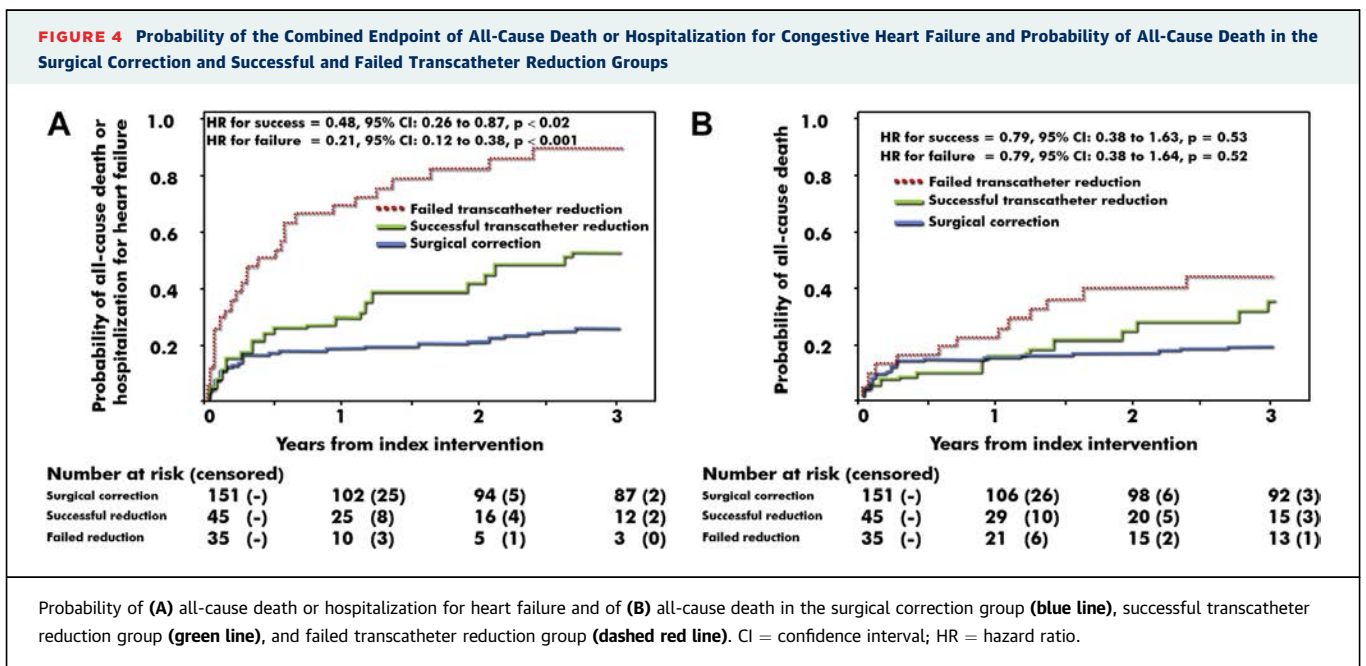 FIGURE 4 Probability of the Combined Endpoint of All-Cause Death or Hospitalization for Congestive Heart Failure and Probability of All-Cause Death in the
Surgical Correction and Successful and Failed Transcatheter Reduction Groups
A
Probability of all-cause death or
hospitalization for heart failure
1.0
0.8
0.6
0.4
0.2
HR for success = 0.48, 95% CI: 0.26 to 0.87, p < 0.02
HR for failure = 0.21, 95% CI: 0.12 to 0.38, p < 0.001
Failed transcatheter reduction
Successful transcatheter reduction
Surgical correction
0 1 2 3
Years from index intervention
Number at risk (censored)
Surgical correction 151 (-) 102 (25) 94 (5) 87 (2)
Successful reduction 45 (-) 25 (8) 16 (4) 12 (2)
Failed reduction 35 (-) 10 (3) 5 (1) 3 (0)
B
Probability of all-cause death
1.0
0.8
0.6
0.4
0.2
HR for success = 0.79, 95% CI: 0.38 to 1.63, p = 0.53
HR for failure = 0.79, 95% CI: 0.38 to 1.64, p = 0.52
Failed transcatheter reduction
Successful transcatheter reduction
Surgical correction
0 1 2 3
Years from index intervention
Number at risk (censored)
Surgical correction 151 (-) 106 (26) 98 (6) 92 (3)
Successful reduction 45 (-) 29 (10) 20 (5) 15 (3)
Failed reduction 35 (-) 21 (6) 15 (2) 13 (1)
Probability of (A) all-cause death or hospitalization for heart failure and of (B) all-cause death in the surgical correction group (blue line), successful transcatheter
reduction group (green line), and failed transcatheter reduction group (dashed red line). CI = confidence interval; HR = hazard ratio.